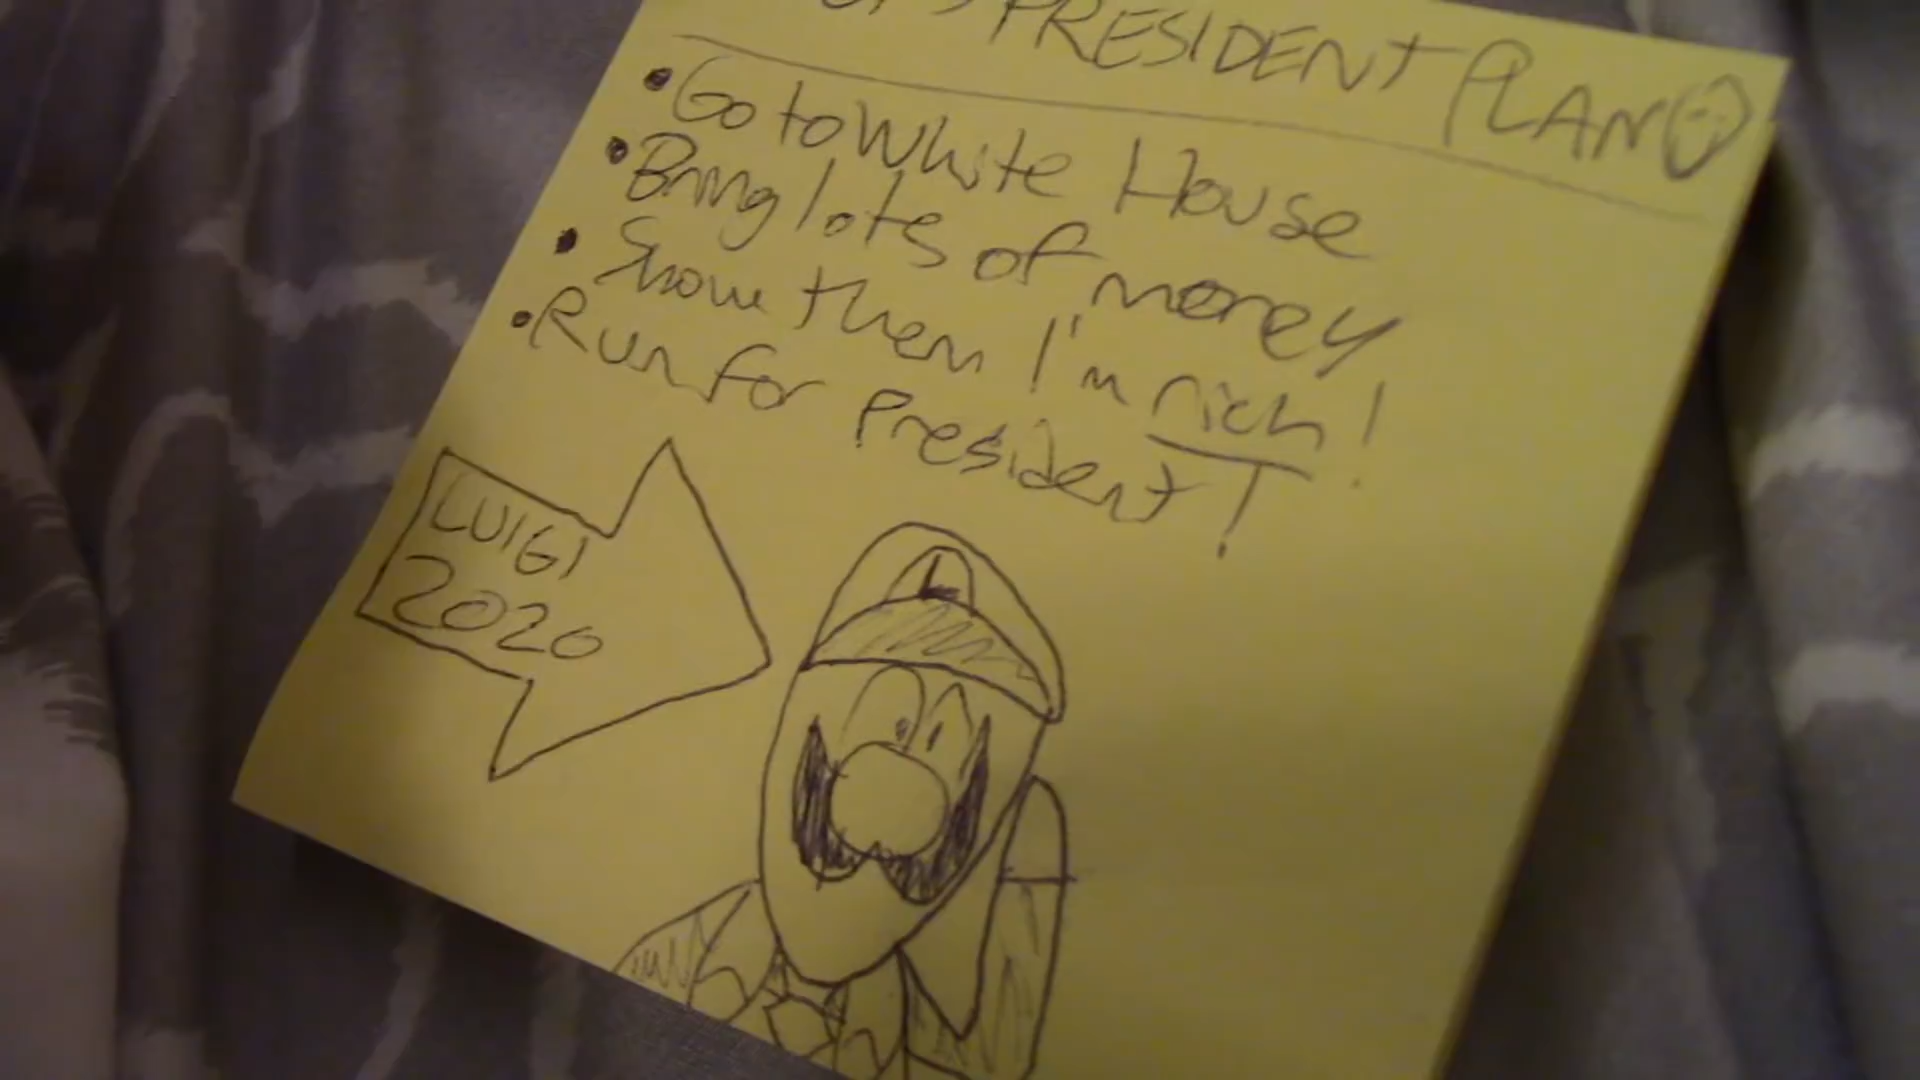 PRESIDENT PLAN
• Go to White House
• Bring lots of money
• Show them I'm rich!
• Run for President!
LUIGI
2020
L